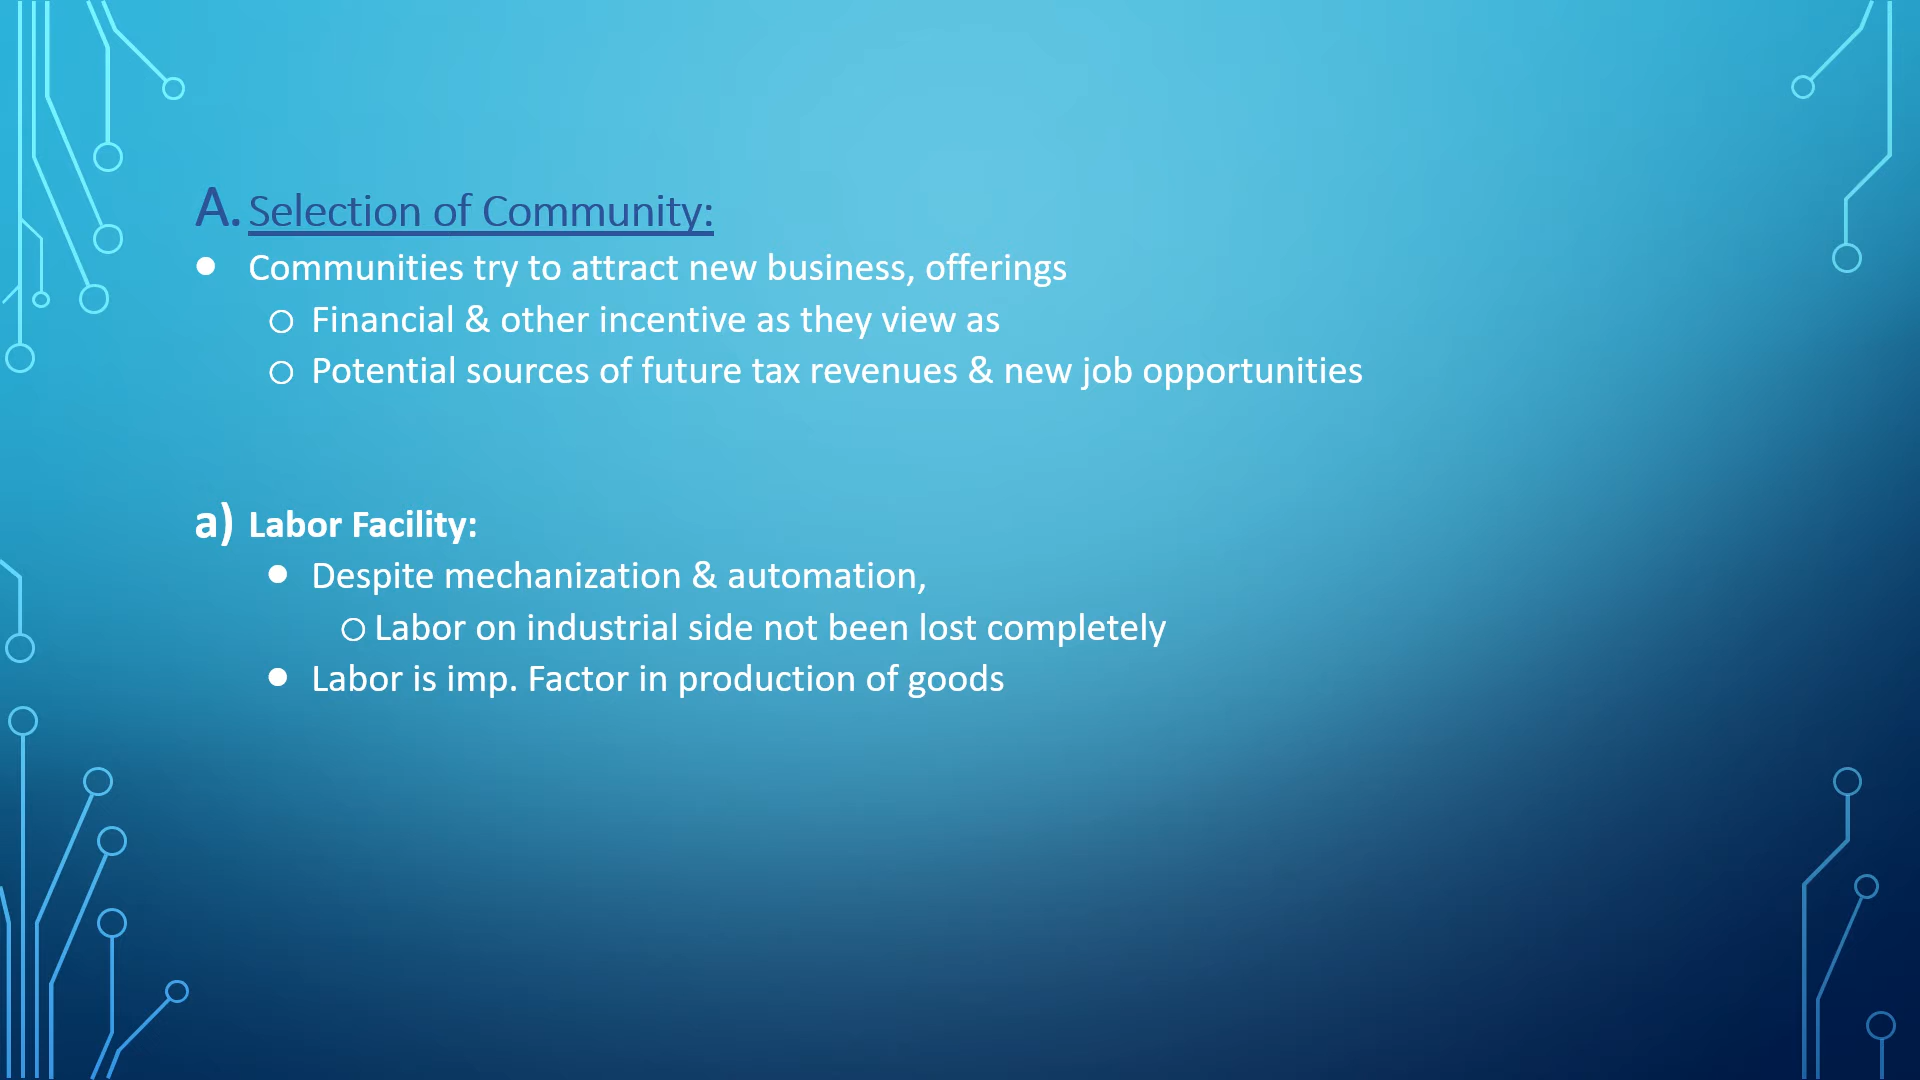 A. Selection of Community:
● Communities try to attract new business, offerings
○ Financial & other incentive as they view as
○ Potential sources of future tax revenues & new job opportunities
a) Labor Facility:
● Despite mechanization & automation,
○ Labor on industrial side not been lost completely
● Labor is imp. Factor in production of goods